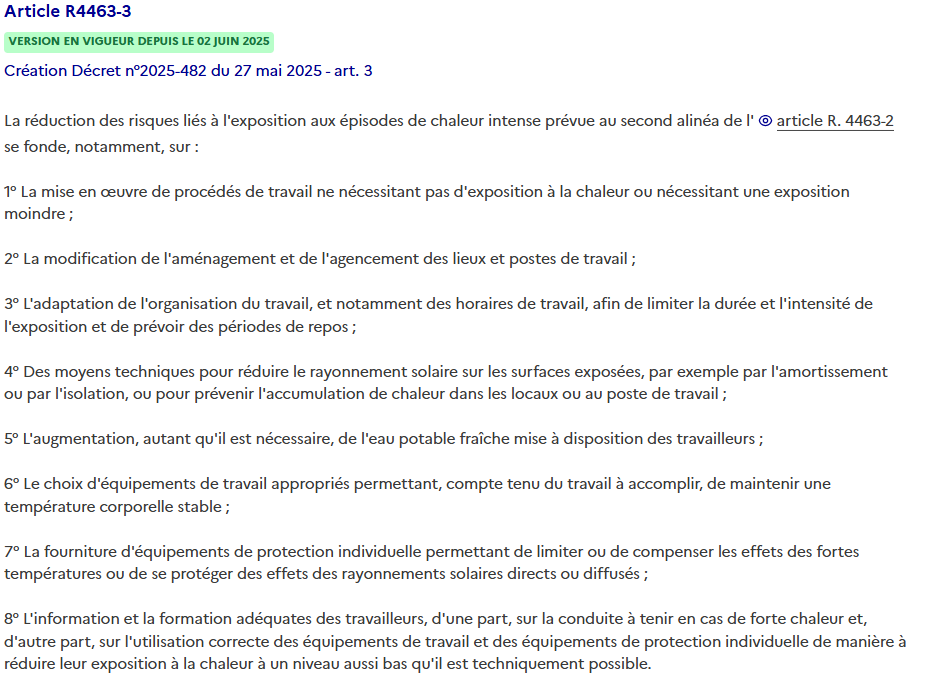 Article R4463-3
VERSION EN VIGUEUR DEPUIS LE 02 JUIN 2025
Création Décret n°2025-482 du 27 mai 2025 - art. 3
La réduction des risques liés à l'exposition aux épisodes de chaleur intense prévue au second alinéa de l' article R. 4463-2
se fonde, notamment, sur :
1° La mise en œuvre de procédés de travail ne nécessitant pas d'exposition à la chaleur ou nécessitant une exposition
moindre ;
2° La modification de l'aménagement et de l'agencement des lieux et postes de travail ;
3° L'adaptation de l'organisation du travail, et notamment des horaires de travail, afin de limiter la durée et l'intensité de
l'exposition et de prévoir des périodes de repos ;
4° Des moyens techniques pour réduire le rayonnement solaire sur les surfaces exposées, par exemple par l'amortissement
ou par l'isolation, ou pour prévenir l'accumulation de chaleur dans les locaux ou au poste de travail ;
5° L'augmentation, autant qu'il est nécessaire, de l'eau potable fraîche mise à disposition des travailleurs ;
6° Le choix d'équipements de travail appropriés permettant, compte tenu du travail à accomplir, de maintenir une
température corporelle stable ;
7° La fourniture d'équipements de protection individuelle permettant de limiter ou de compenser les effets des fortes
températures ou de se protéger des effets des rayonnements solaires directs ou diffusés ;
8° L'information et la formation adéquates des travailleurs, d'une part, sur la conduite à tenir en cas de forte chaleur et,
d'autre part, sur l'utilisation correcte des équipements de travail et des équipements de protection individuelle de manière à
réduire leur exposition à la chaleur à un niveau aussi bas qu'il est techniquement possible.